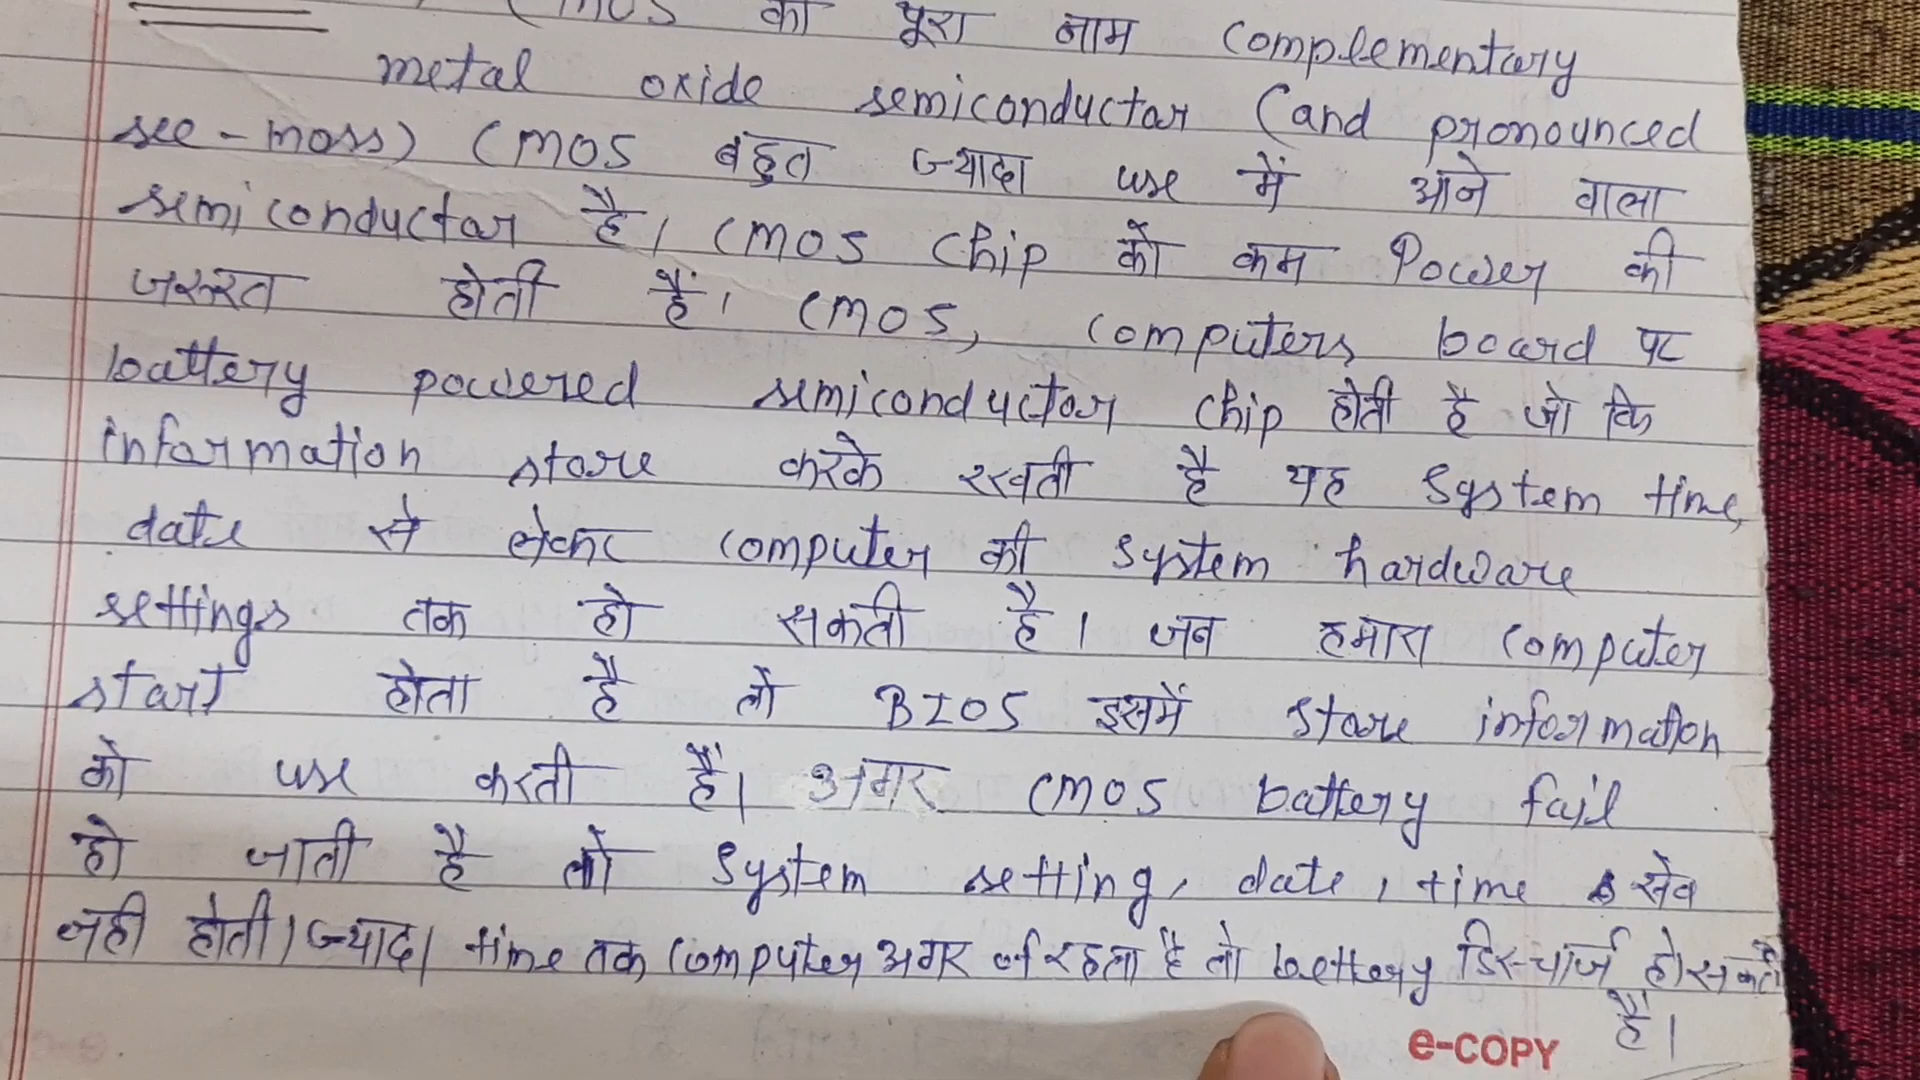 CMOS का पूरा नाम Complementary
metal oxide semiconductor (and pronounced
see-moss) CMOS बहुत ज्यादा use में आने वाला
semiconductor है। CMOS Chip को कम Power की
जरूरत होती है। CMOS, Computers board पर
battery powered semiconductor chip होती है जो कि
information store करके रखती है यह System time,
date से लेकर computer की system hardware
settings तक हो सकती है। जब हमारा computer
start होता है तो BIOS इसमें store information
को use करती है। अगर CMOS battery fail
हो जाती है तो System setting, date, time सेव
नही होती। ज्यादा time तक Computer अगर रहता है तो bettery डिस्चार्ज हो सकती
है।
e-COPY